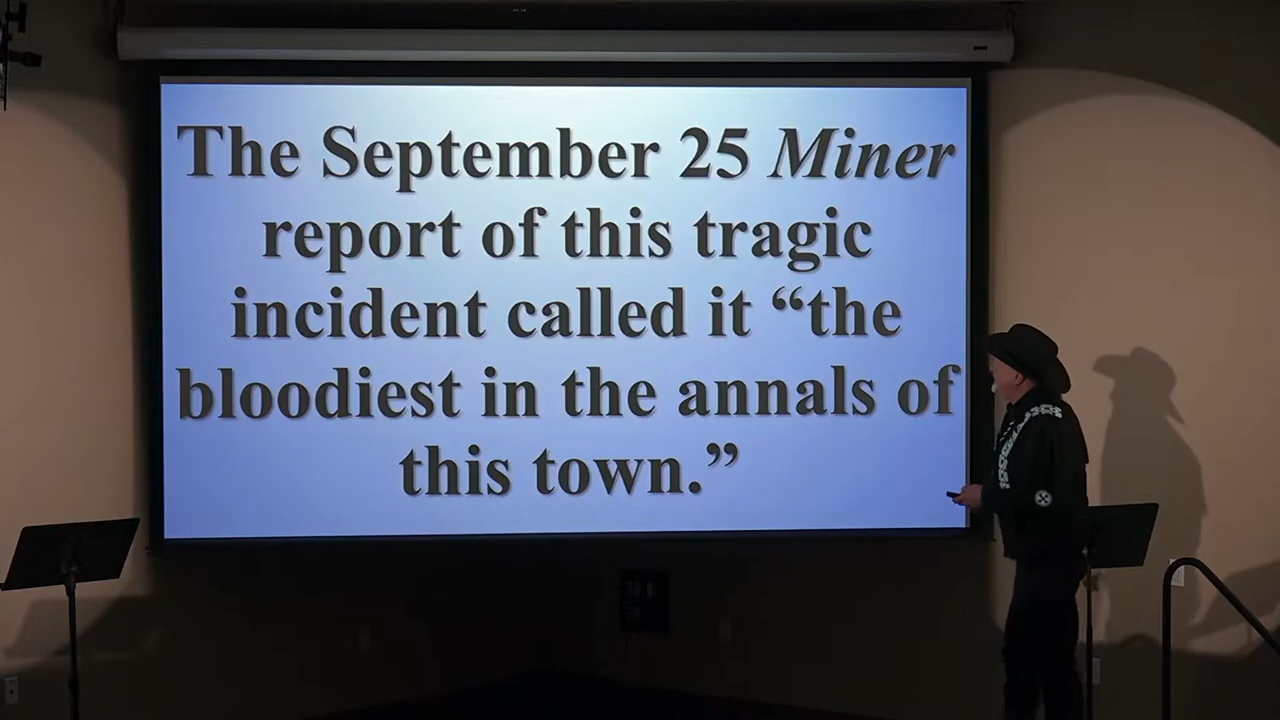 The September 25 Miner
report of this tragic
incident called it “the
bloodiest in the annals of
this town.”